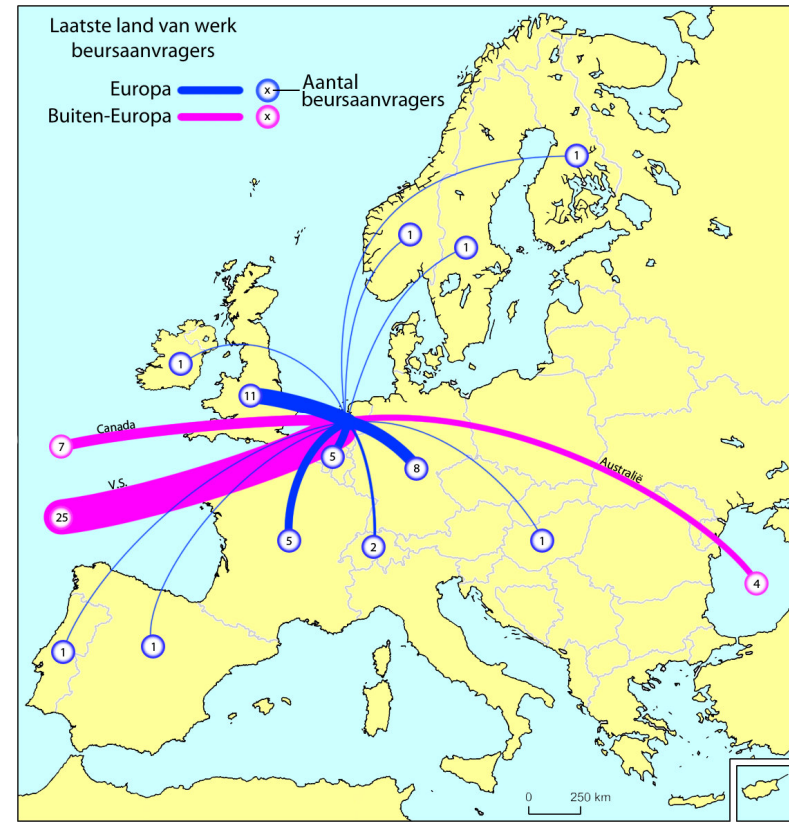 Laatste land van werk
beursaanvragers
Europa
x
Aantal
beursaanvragers
Buiten-Europa
x
1
1
1
1
11
Canada
7
5
8
Australië
V.S.
25
5
2
1
4
1
1
0 250 km